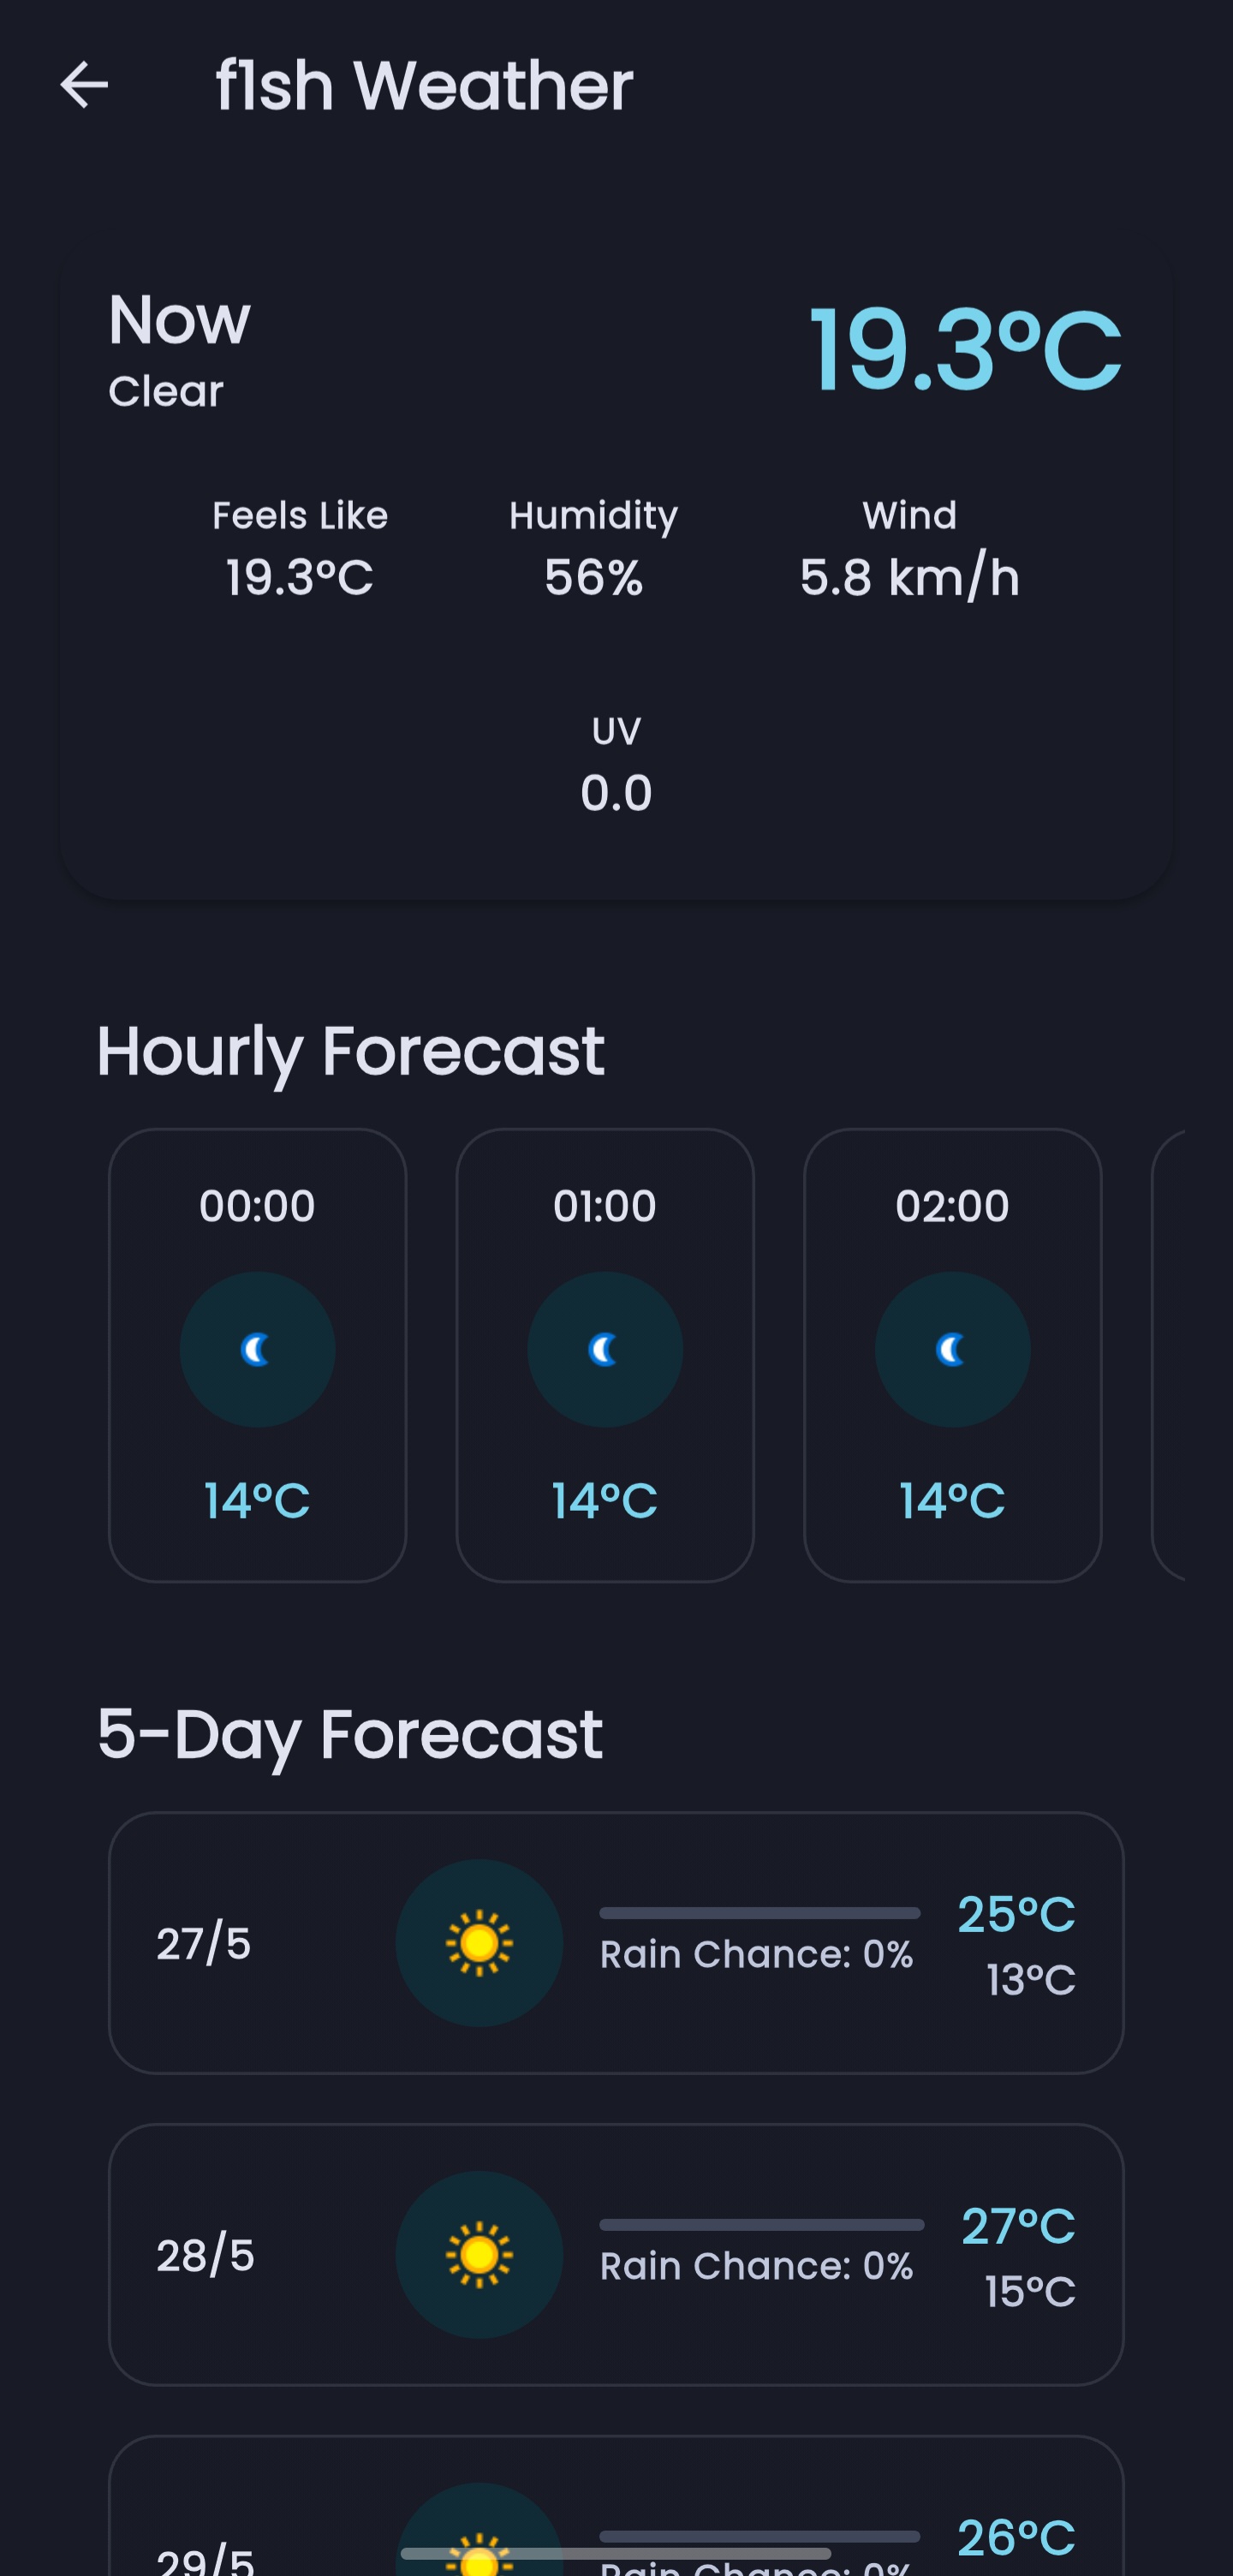 f1sh Weather
Now
Clear
19.3°C
Feels Like
19.3°C
Humidity
56%
Wind
5.8 km/h
UV
0.0
Hourly Forecast
00:00
14°C
01:00
14°C
02:00
14°C
5-Day Forecast
27/5
Rain Chance: 0%
25°C
13°C
28/5
Rain Chance: 0%
27°C
15°C
29/5
Rain Chance: 0%
26°C